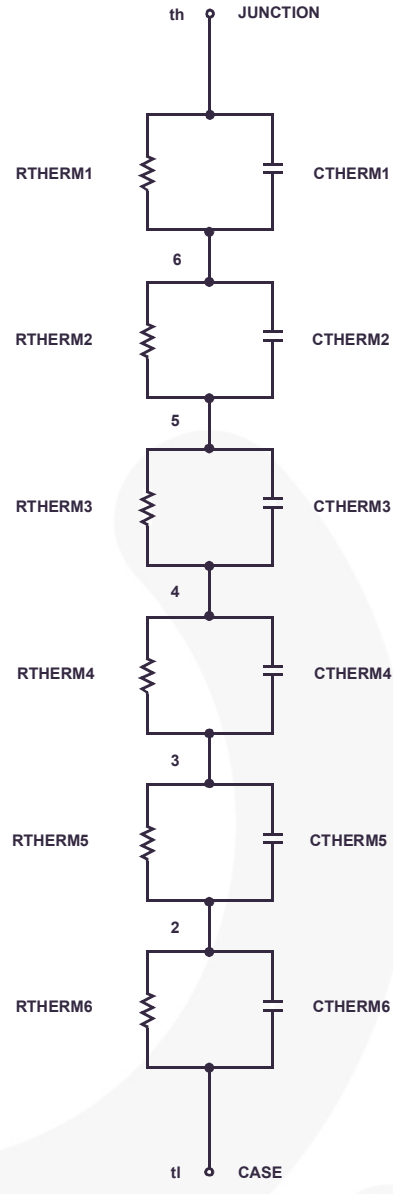 th JUNCTION
RTHERM1 CTHERM1
6
RTHERM2 CTHERM2
5
RTHERM3 CTHERM3
4
RTHERM4 CTHERM4
3
RTHERM5 CTHERM5
2
RTHERM6 CTHERM6
tl CASE